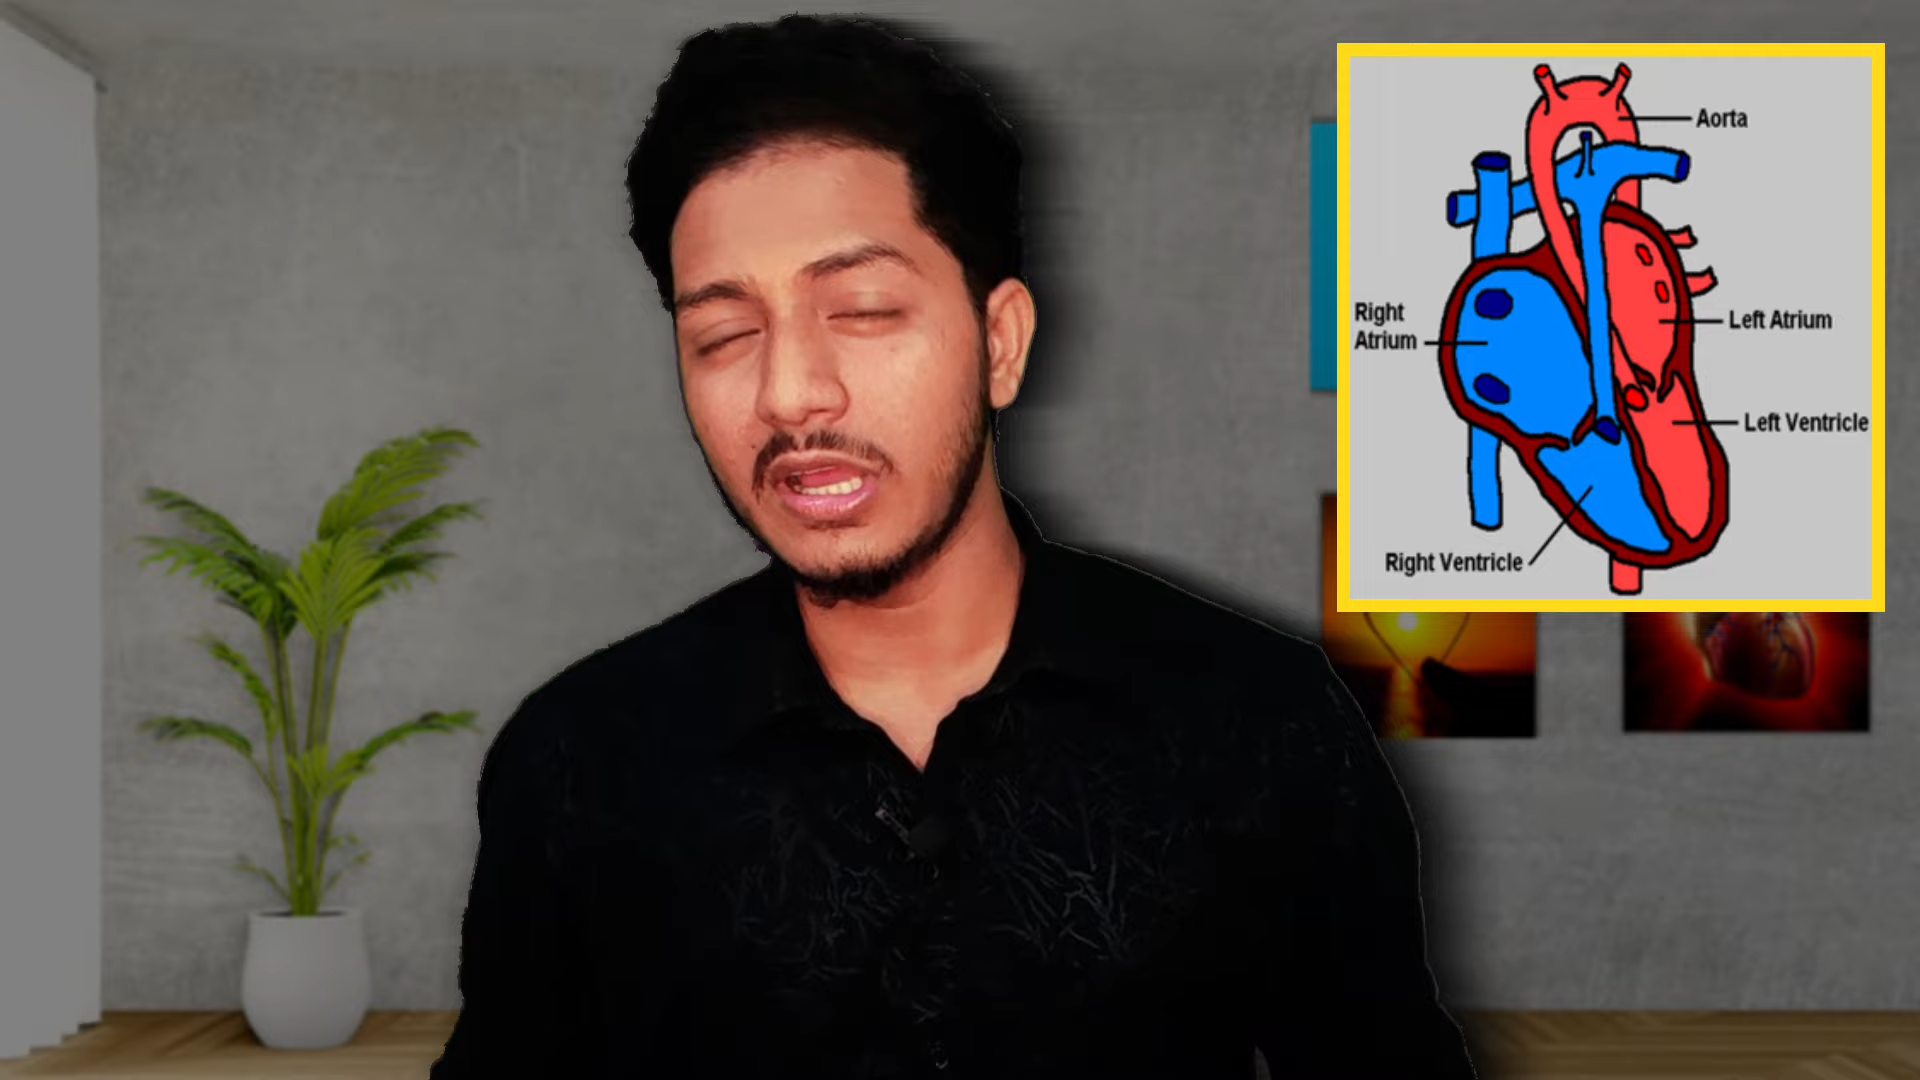 Aorta
Right
Atrium
Left Atrium
Left Ventricle
Right Ventricle